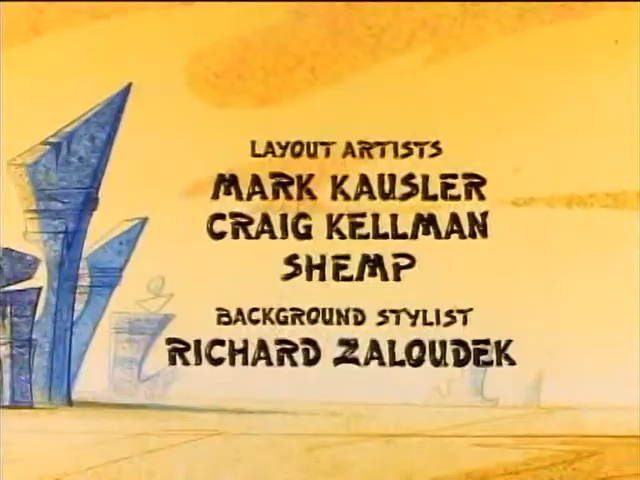 LAYOUT ARTISTS
MARK KAUSLER
CRAIG KELLMAN
SHEMP
BACKGROUND STYLIST
RICHARD ZALOUDEK